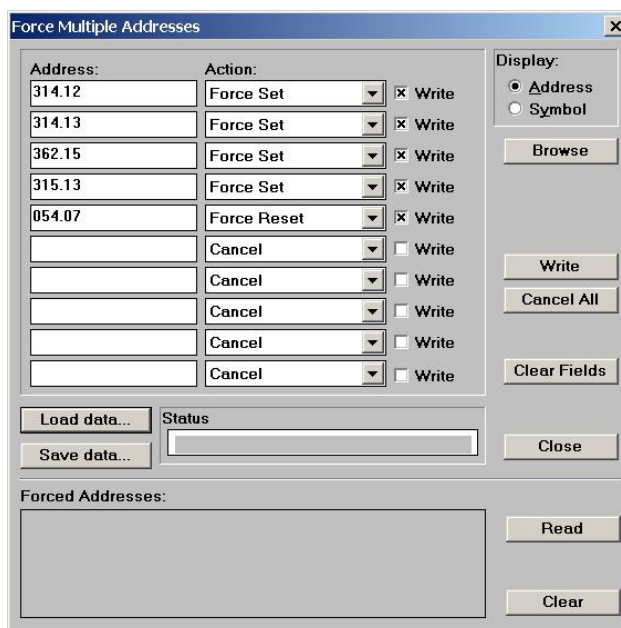 Force Multiple Addresses
Address: Action:
314.12 Force Set Write
314.13 Force Set Write
362.15 Force Set Write
315.13 Force Set Write
054.07 Force Reset Write
Cancel Write
Cancel Write
Cancel Write
Cancel Write
Cancel Write
Display:
Address
Symbol
Browse
Write
Cancel All
Clear Fields
Close
Load data...
Save data...
Status
Forced Addresses:
Read
Clear